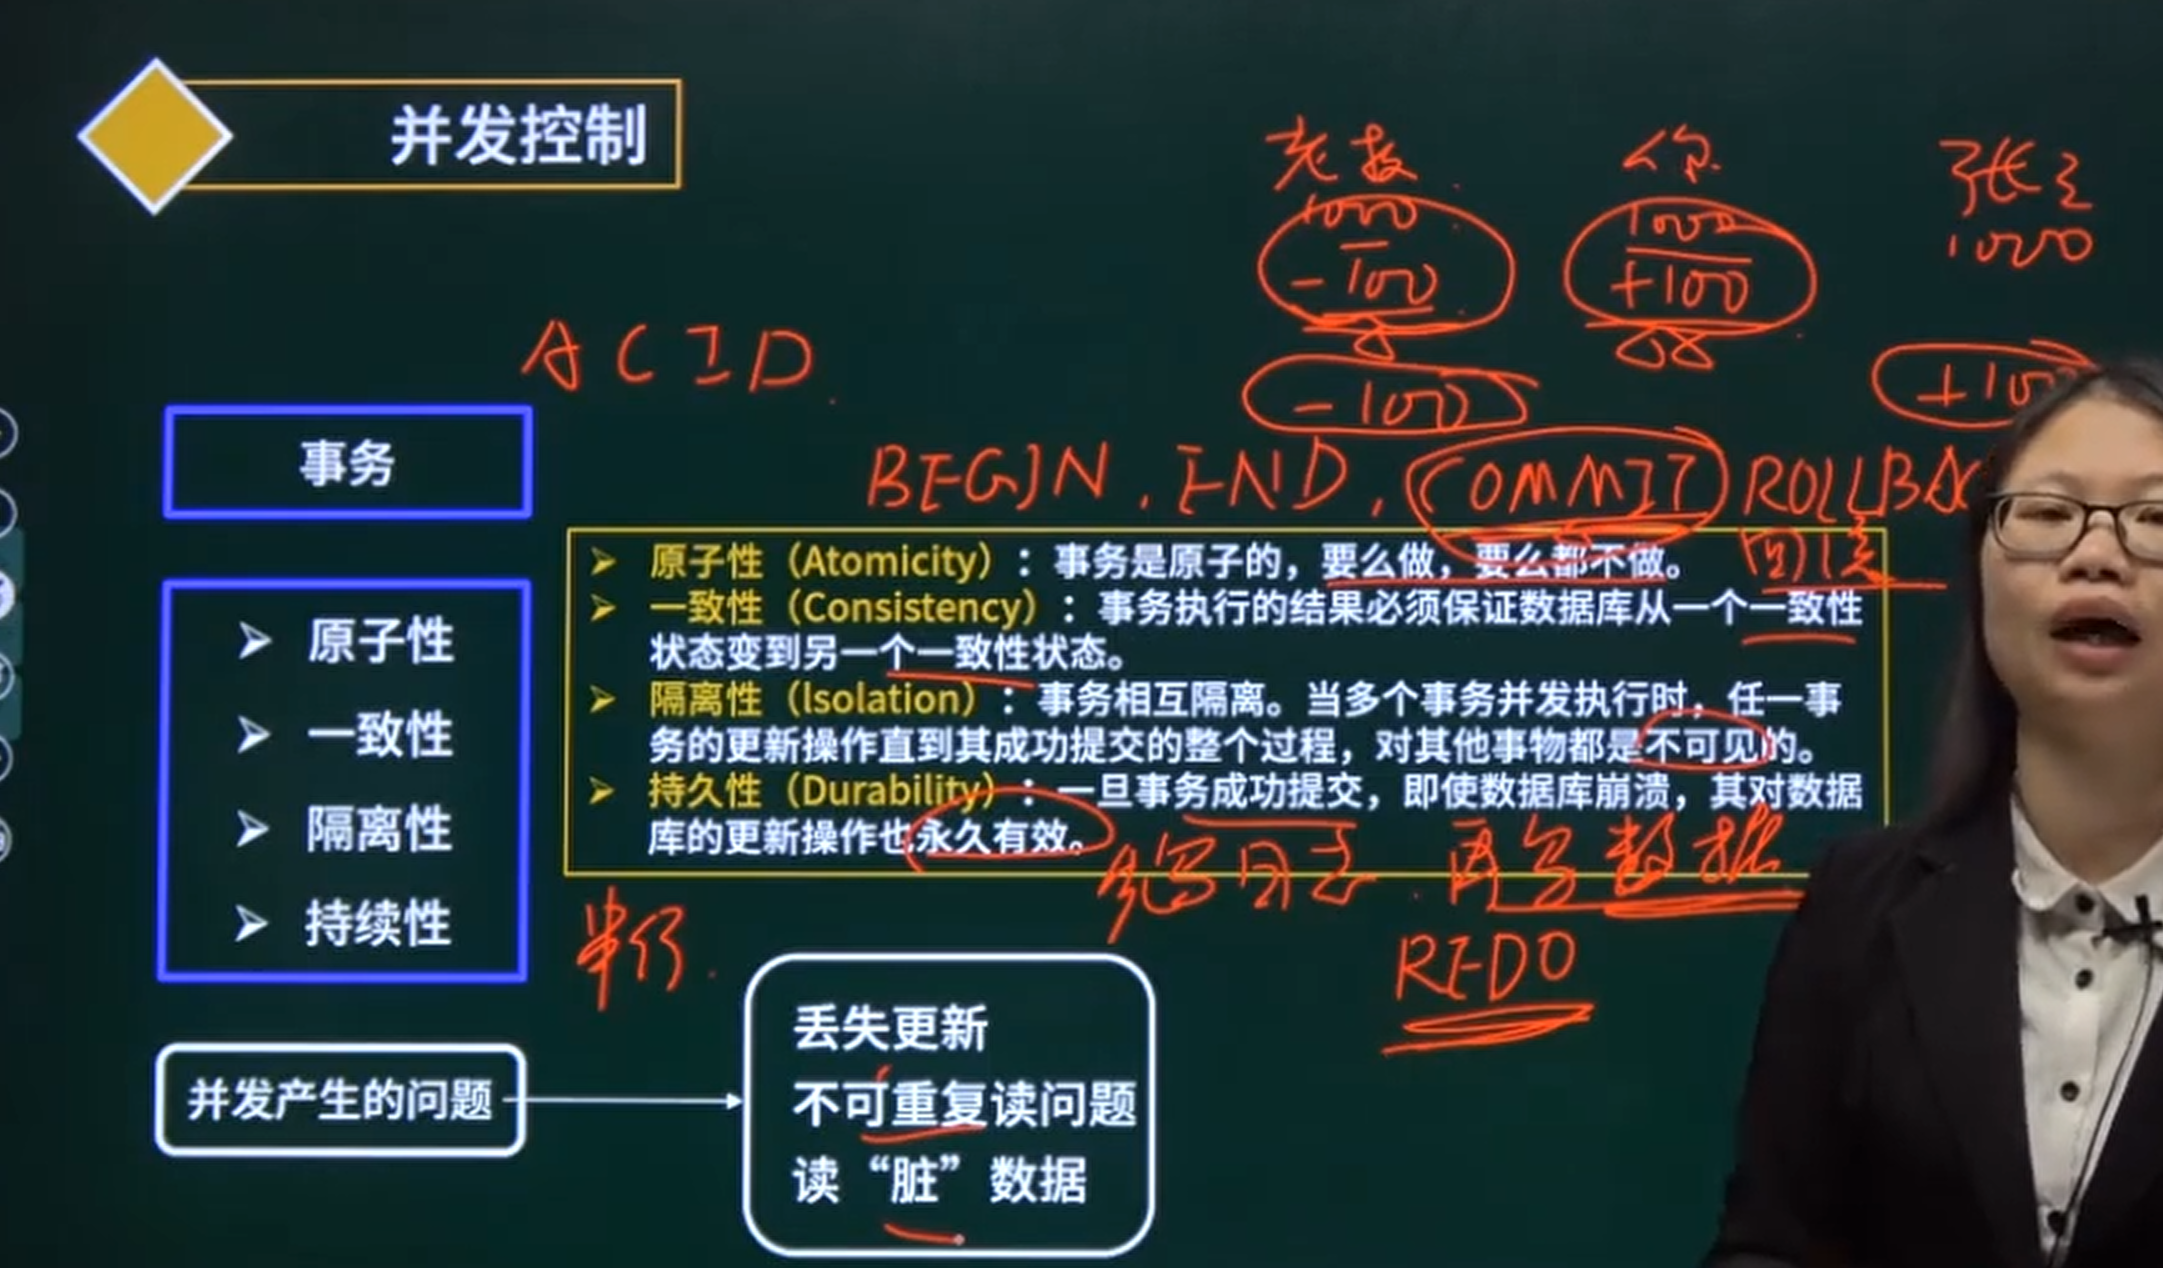 并发控制
老教
你
张三
1000
-100
1000
+100
1000
ACID
-100
+100
事务
BEGIN, END, COMMIT ROLLBAC
回滚
原子性
一致性
隔离性
持续性
➢ 原子性（Atomicity）：事务是原子的，要么做，要么都不做。
➢ 一致性（Consistency）：事务执行的结果必须保证数据库从一个一致性
状态变到另一个一致性状态。
➢ 隔离性（Isolation）：事务相互隔离。当多个事务并发执行时，任一事
务的更新操作直到其成功提交的整个过程，对其他事物都是不可见的。
➢ 持久性（Durability）：一旦事务成功提交，即使数据库崩溃，其对数据
库的更新操作也永久有效。
先写日志．再写数据
串行
REDO
并发产生的问题
丢失更新
不可重复读问题
读“脏”数据